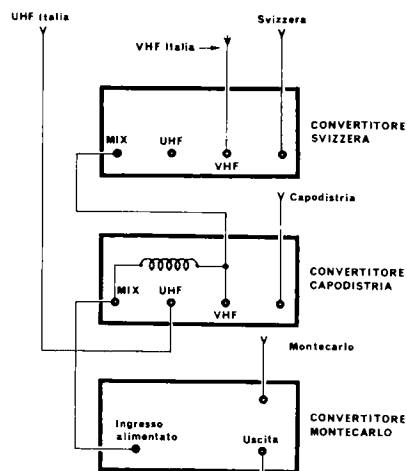 UHF Italia
Svizzera
VHF Italia
CONVERTITORE
SVIZZERA
MIX
UHF
VHF
Capodistria
CONVERTITORE
CAPODISTRIA
MIX
UHF
VHF
Montecarlo
CONVERTITORE
MONTECARLO
Ingresso
alimentato
Uscita